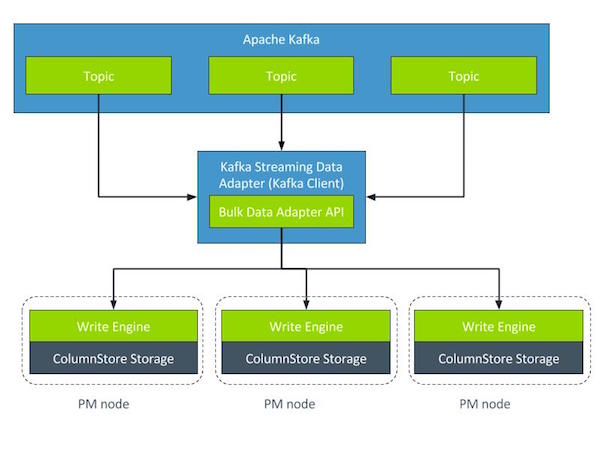 Apache Kafka
Topic
Topic
Topic
Kafka Streaming Data
Adapter (Kafka Client)
Bulk Data Adapter API
Write Engine
Write Engine
Write Engine
ColumnStore Storage
ColumnStore Storage
ColumnStore Storage
PM node
PM node
PM node